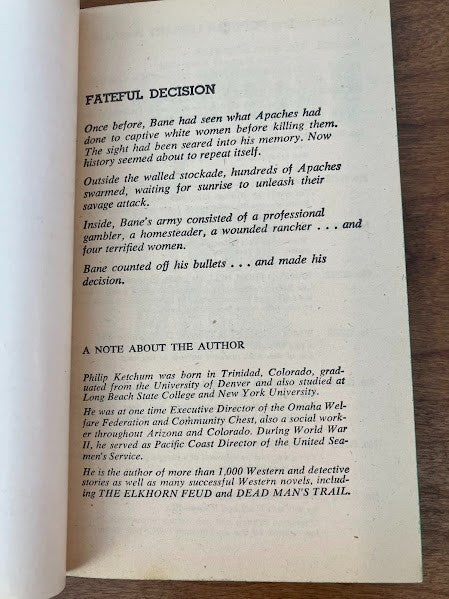 FATEFUL DECISION
Once before, Bane had seen what Apaches had
done to captive white women before killing them.
The sight had been seared into his memory. Now
history seemed about to repeat itself.
Outside the walled stockade, hundreds of Apaches
swarmed, waiting for sunrise to unleash their
savage attack.
Inside, Bane's army consisted of a professional
gambler, a homesteader, a wounded rancher . . . and
four terrified women.
Bane counted off his bullets . . . and made his
decision.
A NOTE ABOUT THE AUTHOR
Philip Ketchum was born in Trinidad, Colorado, grad-
uated from the University of Denver and also studied at
Long Beach State College and New York University.
He was at one time Executive Director of the Omaha Wel-
fare Federation and Community Chest, also a social work-
er throughout Arizona and Colorado. During World War
II, he served as Pacific Coast Director of the United Sea-
men's Service.
He is the author of more than 1,000 Western and detective
stories as well as many successful Western novels, includ-
ing THE ELKHORN FEUD and DEAD MAN'S TRAIL.